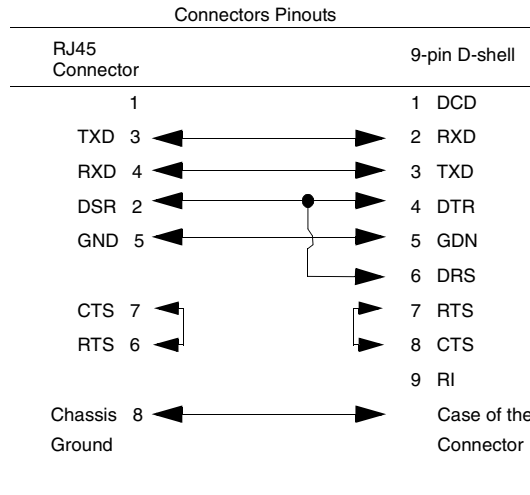 Connectors Pinouts
RJ45
Connector
9-pin D-shell
1 1 DCD
TXD 3 2 RXD
RXD 4 3 TXD
DSR 2 4 DTR
GND 5 5 GDN
6 DRS
CTS 7 7 RTS
RTS 6 8 CTS
9 RI
Chassis 8 Case of the
Ground Connector